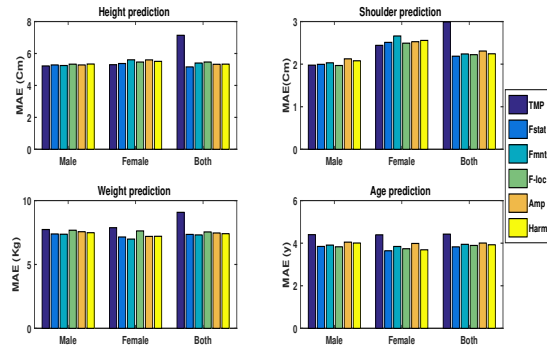 Height prediction
MAE (Cm)
8
6
4
2
0
Male Female Both
Shoulder prediction
MAE(Cm)
3
2
1
0
Male Female Both
TMP
Fstat
Fmnt
F-loc
Amp
Harm
Weight prediction
MAE (Kg)
10
5
0
Male Female Both
Age prediction
MAE (y)
6
4
2
0
Male Female Both